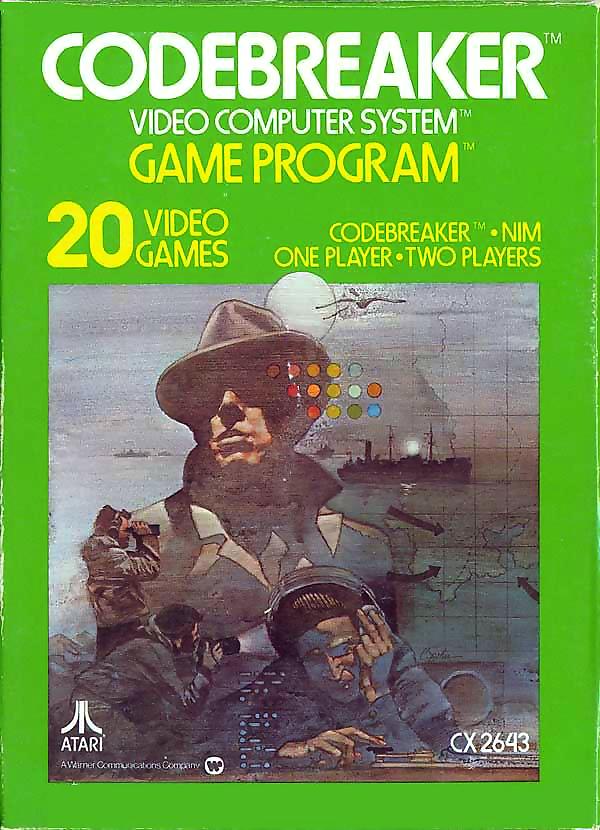 CODEBREAKER™
VIDEO COMPUTER SYSTEM™
GAME PROGRAM™
20 VIDEO GAMES
CODEBREAKER™ • NIM
ONE PLAYER • TWO PLAYERS
ATARI
A Warner Communications Company
CX 2643